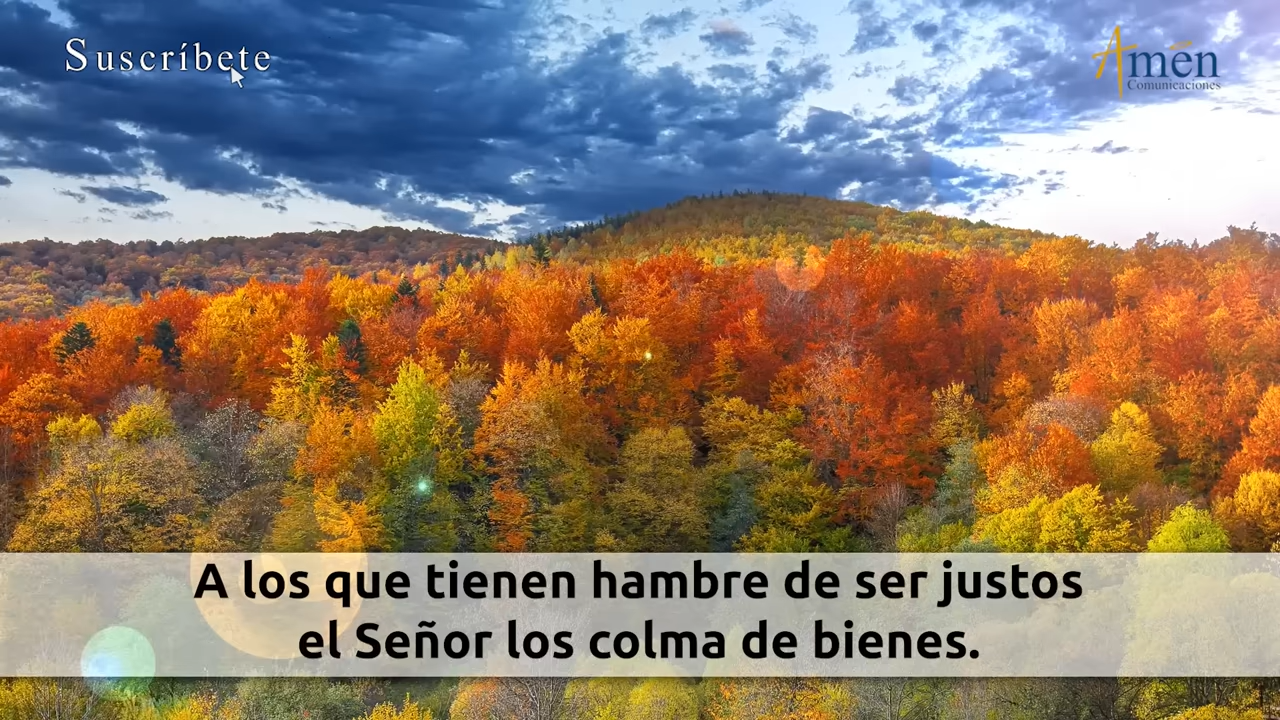 Suscríbete
Amén
Comunicaciones
A los que tienen hambre de ser justos
el Señor los colma de bienes.